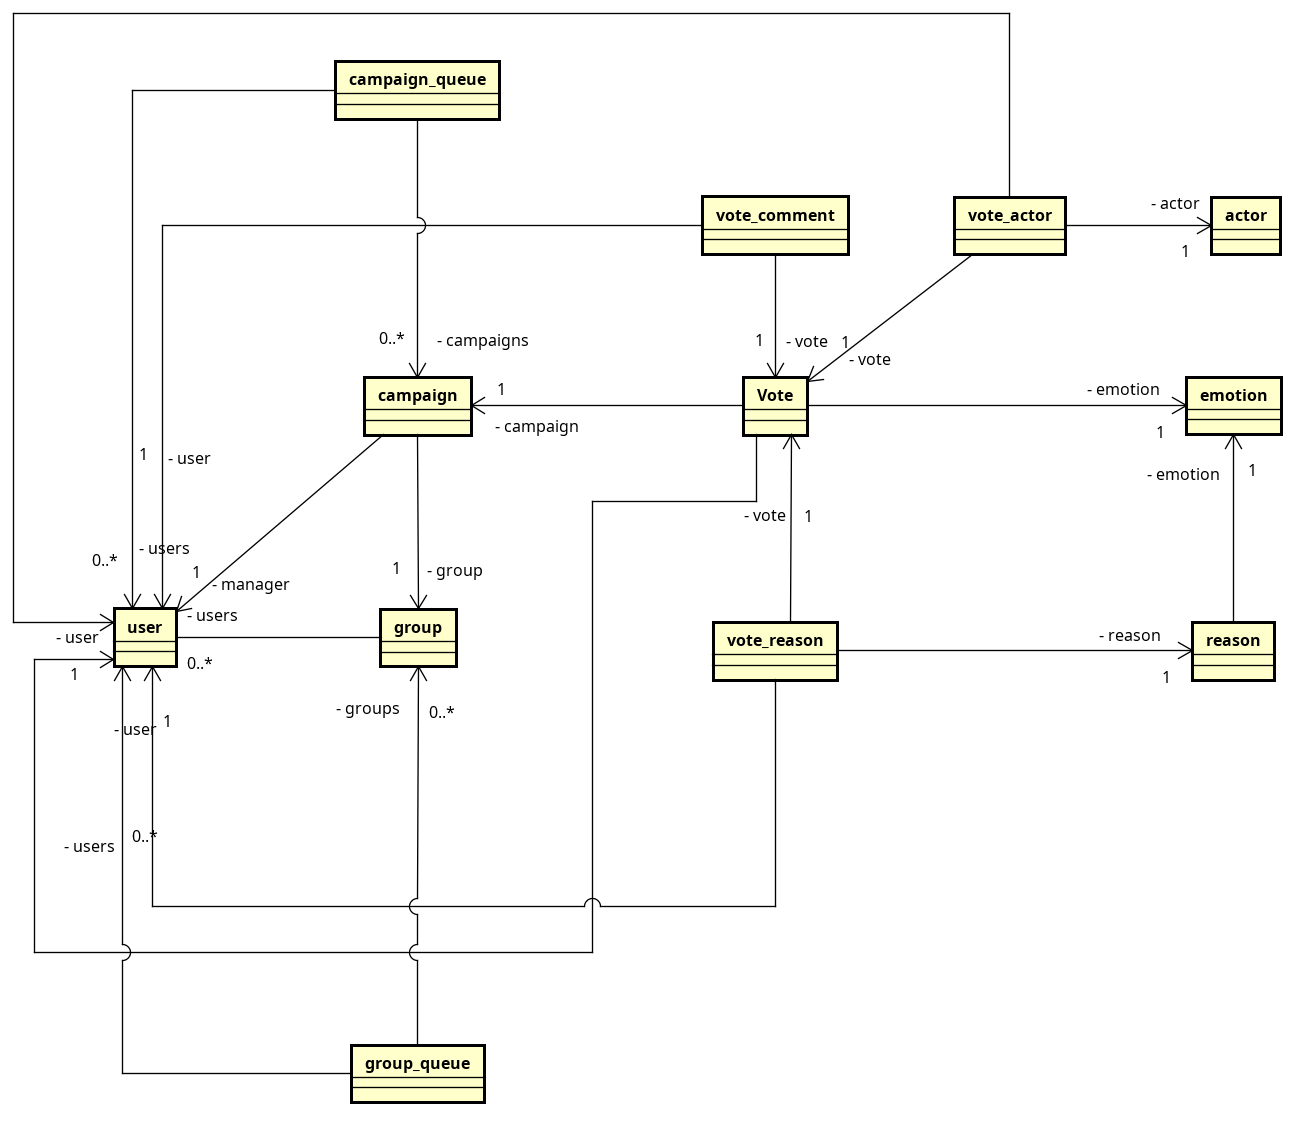 campaign_queue
- actor
vote_comment
vote_actor
actor
1
0..*
- campaigns
1
- vote
1
- vote
campaign
1
Vote
- emotion
emotion
- campaign
1
1
- user
- emotion
1
- vote
1
0..*
- users
1
- manager
1
- group
- users
user
group
- user
0..*
1
vote_reason
- reason
reason
1
- groups
0..*
- user
1
- users
0..*
group_queue